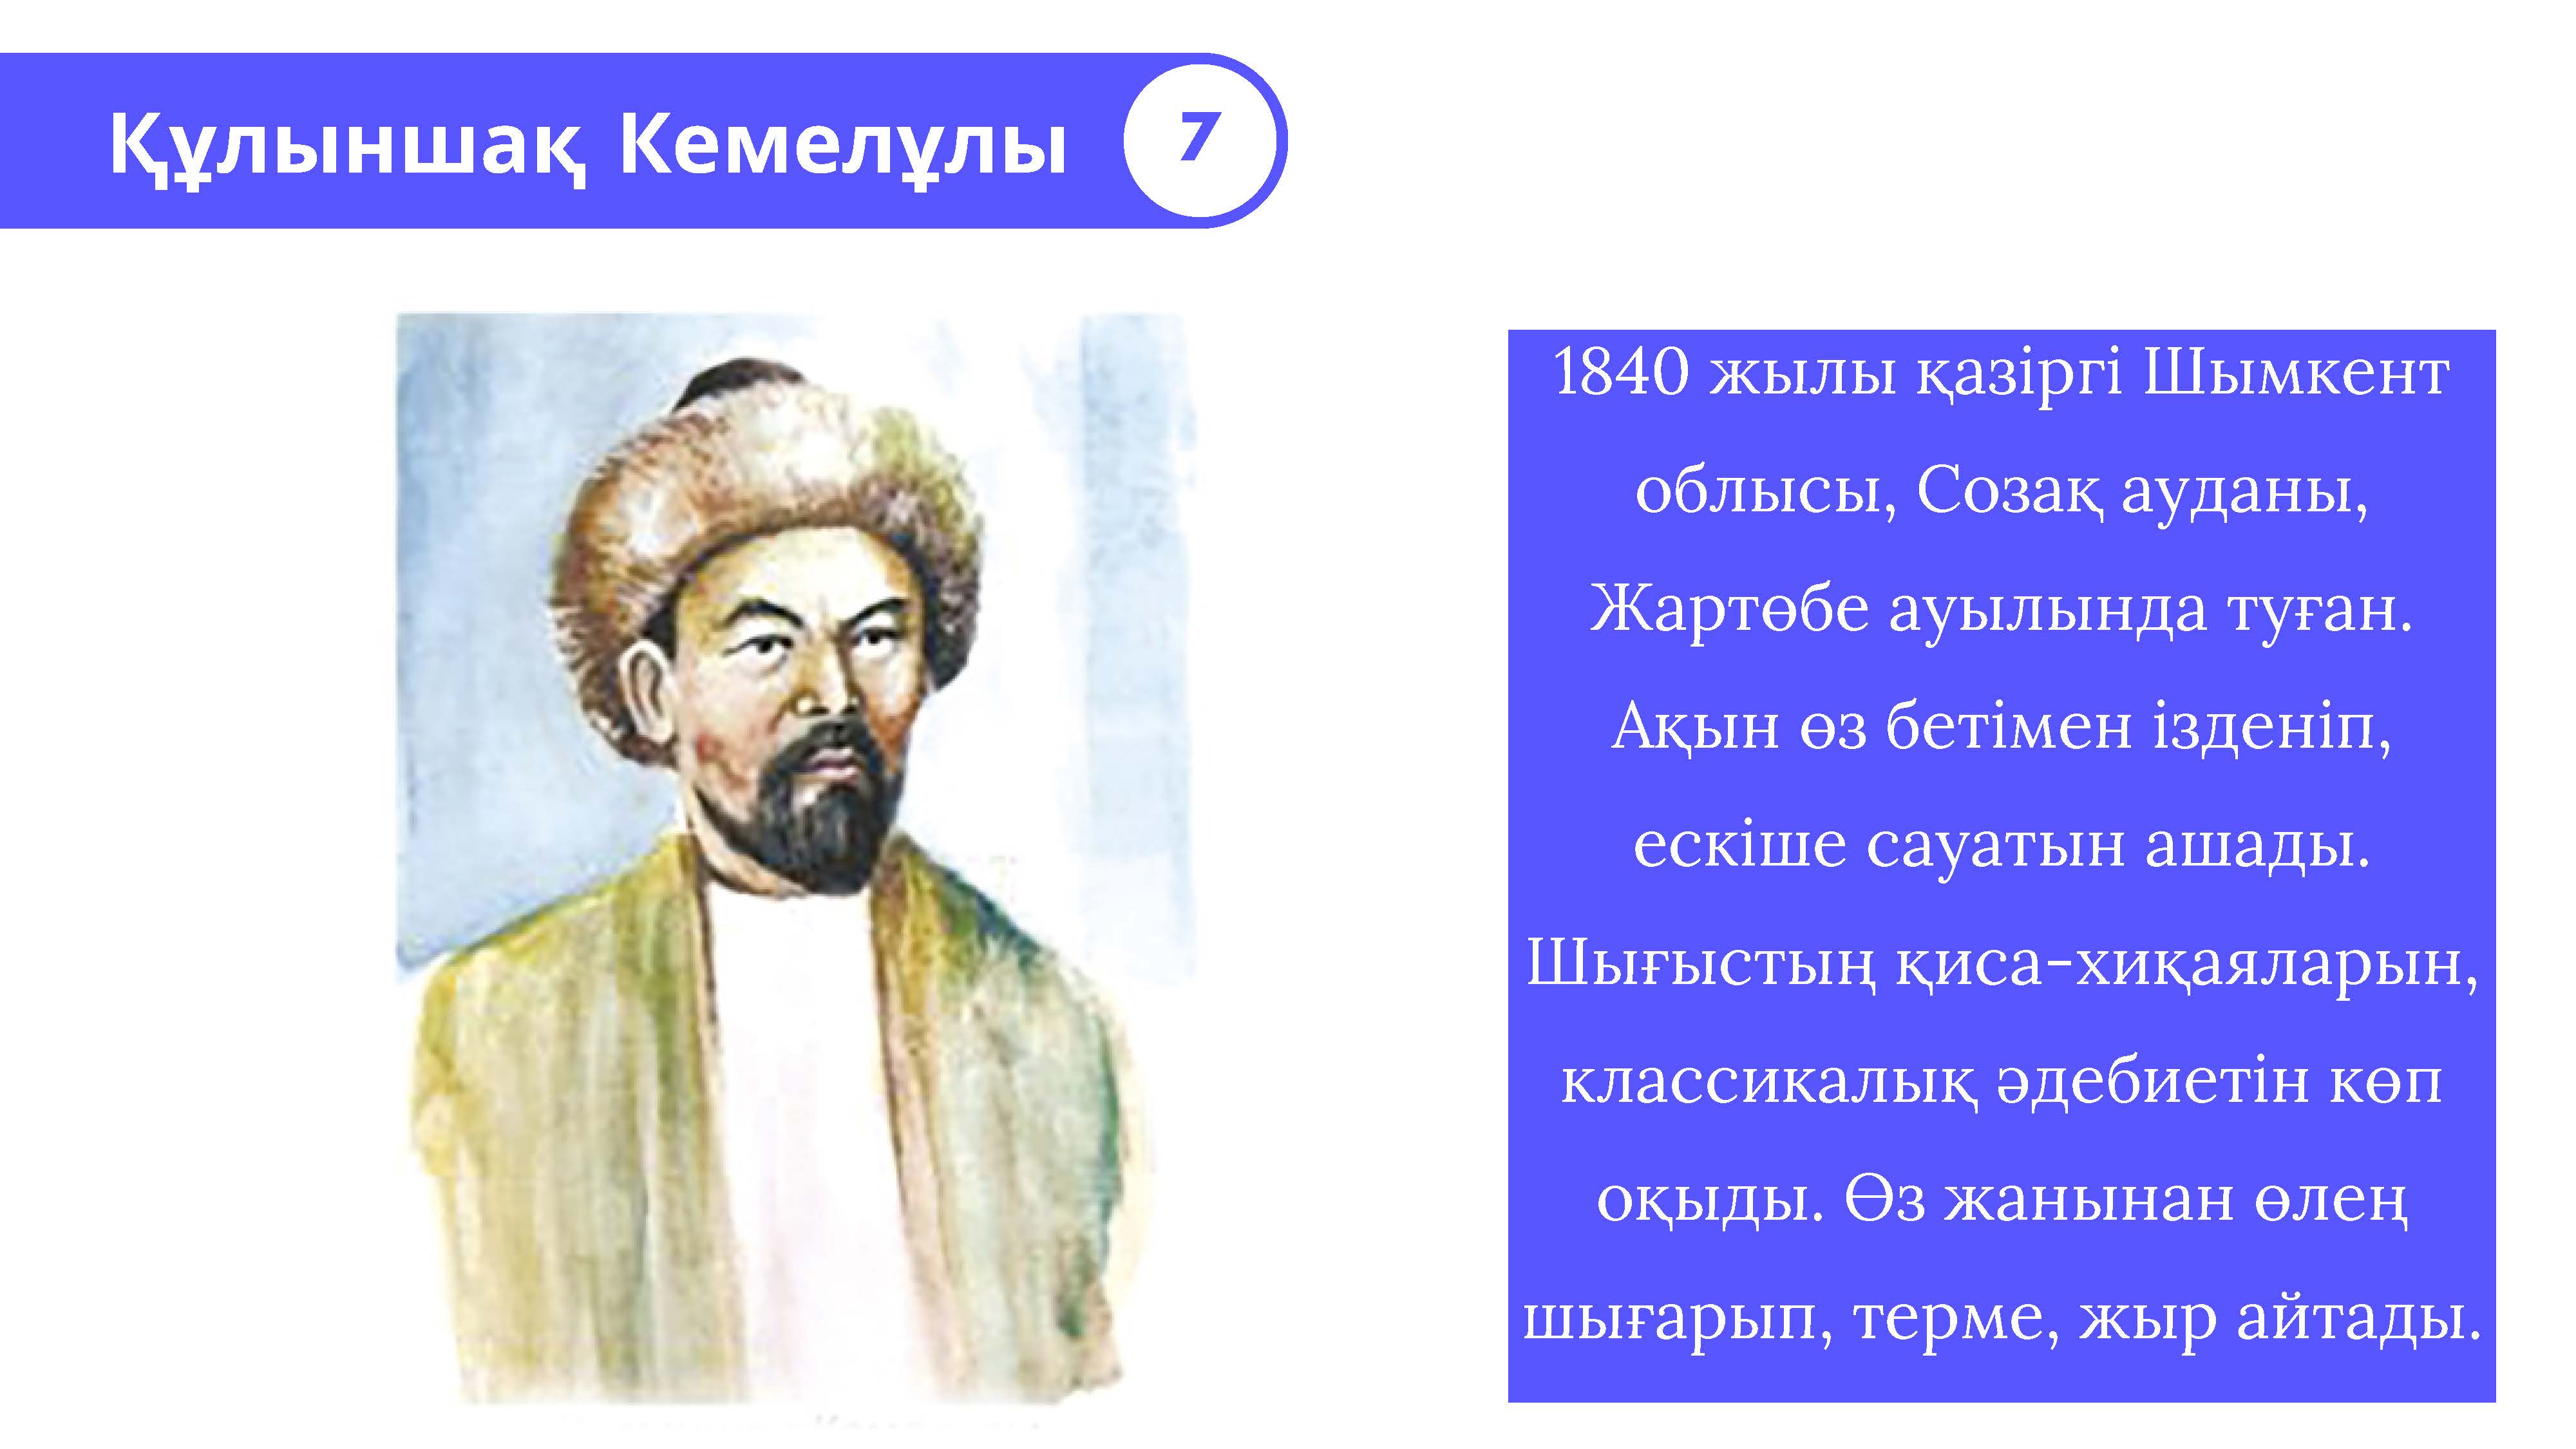 Құлыншақ Кемелұлы
7
1840 жылы қазіргі Шымкент
облысы, Созақ ауданы,
Жартөбе ауылында туған.
Ақын өз бетімен ізденіп,
ескіше сауатын ашады.
Шығыстың қиса-хиқаяларын,
классикалық әдебиетін көп
оқыды. Өз жанынан өлең
шығарып, терме, жыр айтады.